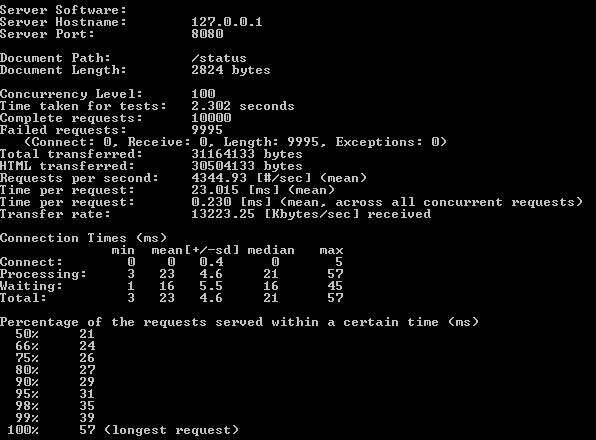 Server Software:
Server Hostname:        127.0.0.1
Server Port:            8080
Document Path:          /status
Document Length:        2824 bytes
Concurrency Level:      100
Time taken for tests:   2.302 seconds
Complete requests:      10000
Failed requests:        9995
   (Connect: 0, Receive: 0, Length: 9995, Exceptions: 0)
Total transferred:      31164133 bytes
HTML transferred:       30504133 bytes
Requests per second:    4344.93 [#/sec] (mean)
Time per request:       23.015 [ms] (mean)
Time per request:       0.230 [ms] (mean, across all concurrent requests)
Transfer rate:          13223.25 [Kbytes/sec] received
Connection Times (ms)
              min  mean[+/-sd] median   max
Connect:        0    0   0.4      0       5
Processing:     3   23   4.6     21      57
Waiting:        1   16   5.5     16      45
Total:          3   23   4.6     21      57
Percentage of the requests served within a certain time (ms)
  50%     21
  66%     24
  75%     26
  80%     27
  90%     29
  95%     31
  98%     35
  99%     39
 100%     57 (longest request)